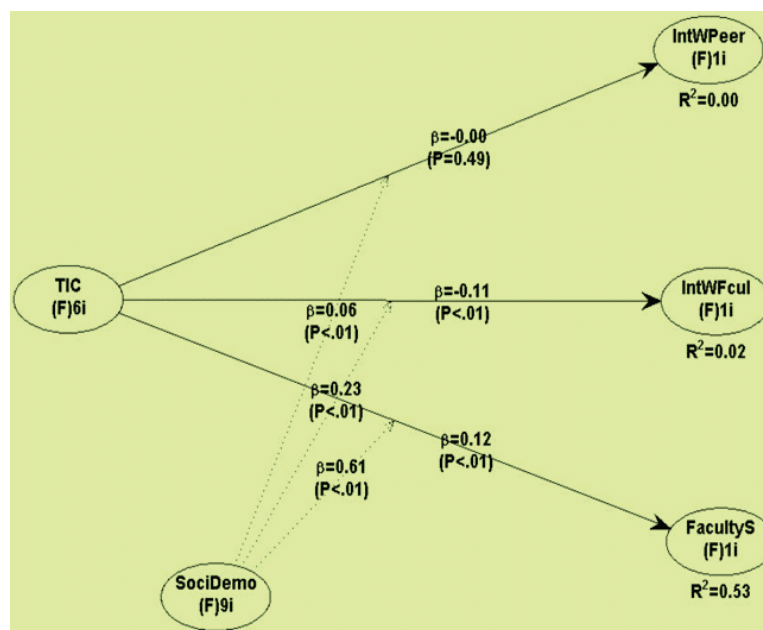 IntWPeer
(F)1i
R²=0.00
β=-0.00
(P=0.49)
TIC
(F)6i
β=0.06
(P<.01)
β=-0.11
(P<.01)
IntWFcul
(F)1i
R²=0.02
β=0.23
(P<.01)
β=0.12
(P<.01)
β=0.61
(P<.01)
FacultyS
(F)1i
R²=0.53
SociDemo
(F)9i